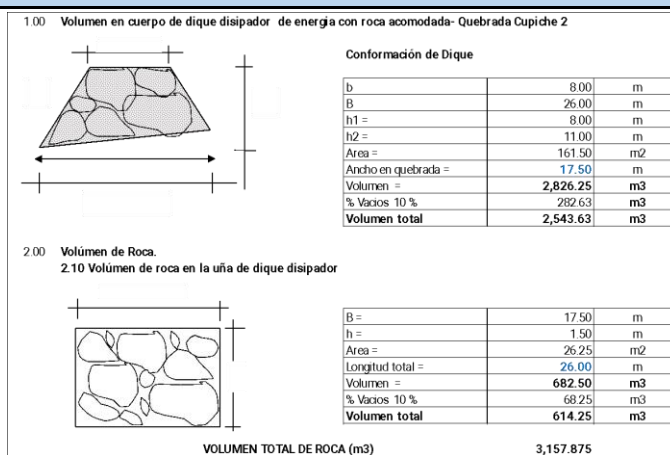 1.00 Volumen en cuerpo de dique disipador de energia con roca acomodada- Quebrada Cupiche 2
Conformación de Dique
b 8.00 m
B 26.00 m
h1 = 8.00 m
h2 = 11.00 m
Area = 161.50 m2
Ancho en quebrada = 17.50 m
Volumen = 2,826.25 m3
% Vacios 10 % 282.63 m3
Volumen total 2,543.63 m3
2.00 Volúmen de Roca.
2.10 Volúmen de roca en la uña de dique disipador
B = 17.50 m
h = 1.50 m
Area = 26.25 m2
Longitud total = 26.00 m
Volumen = 682.50 m3
% Vacios 10 % 68.25 m3
Volumen total 614.25 m3
VOLUMEN TOTAL DE ROCA (m3) 3,157.875